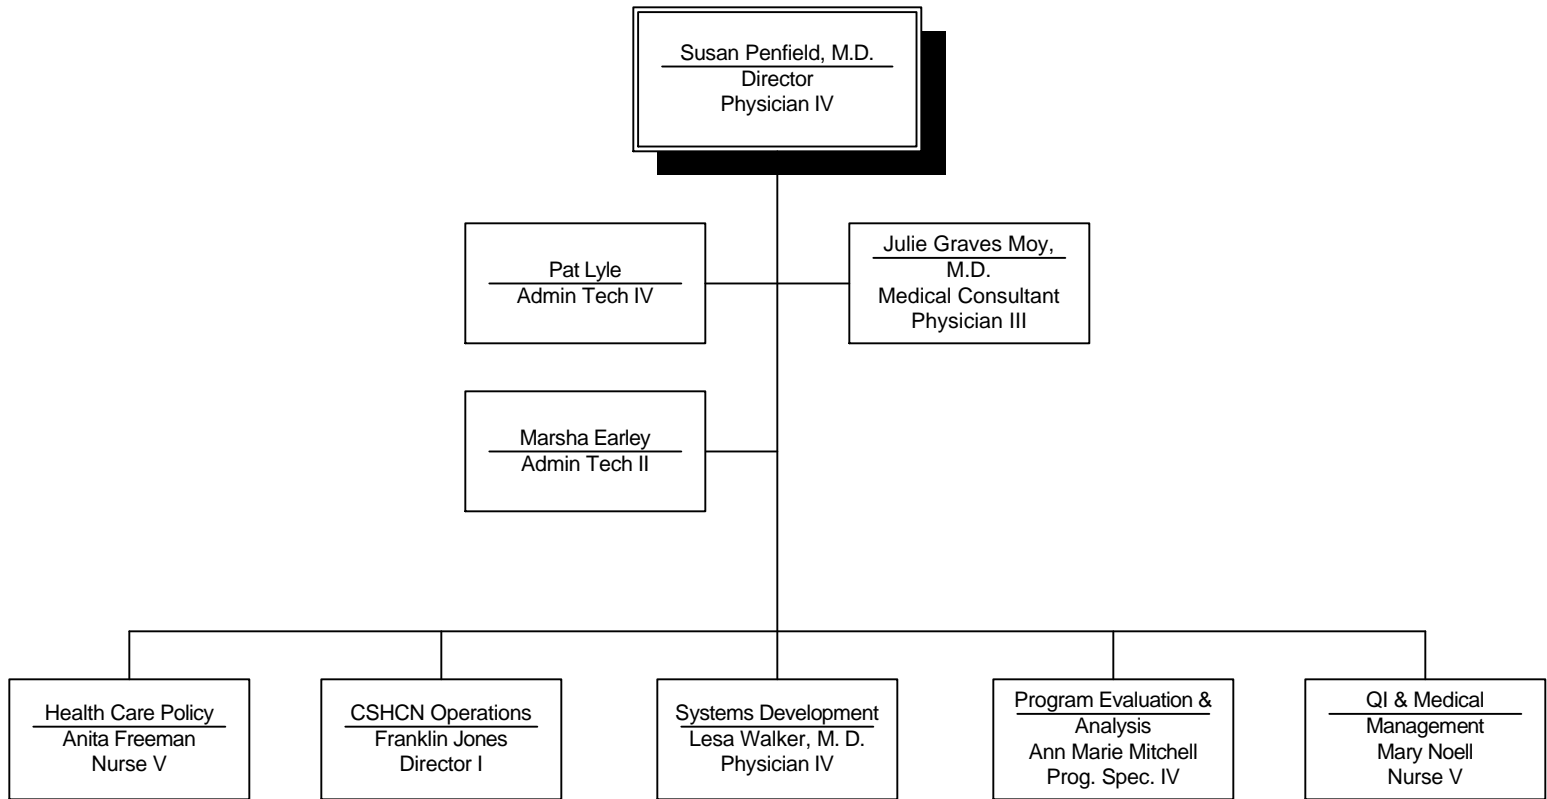 Susan Penfield, M.D.
Director
Physician IV
Pat Lyle
Admin Tech IV
Julie Graves Moy,
M.D.
Medical Consultant
Physician III
Marsha Earley
Admin Tech II
Health Care Policy
Anita Freeman
Nurse V
CSHCN Operations
Franklin Jones
Director I
Systems Development
Lesa Walker, M. D.
Physician IV
Program Evaluation &
Analysis
Ann Marie Mitchell
Prog. Spec. IV
QI & Medical
Management
Mary Noell
Nurse V